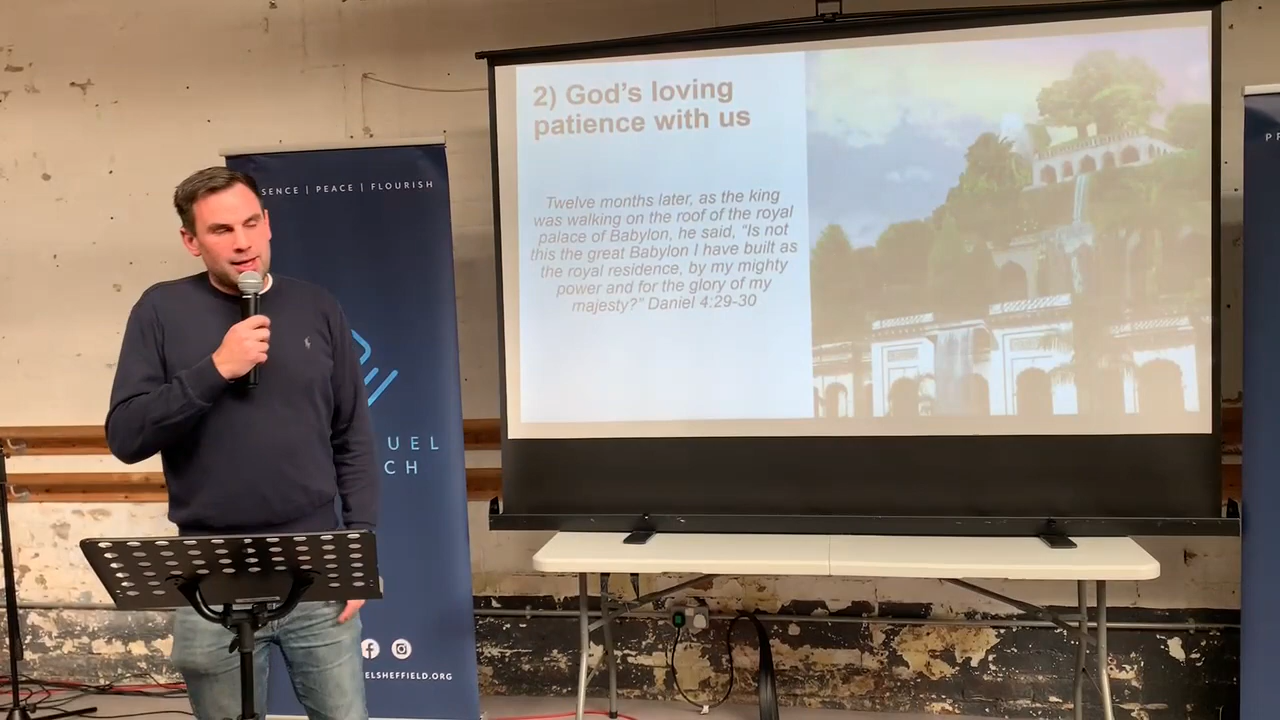 2) God's loving
patience with us
Twelve months later, as the king
was walking on the roof of the royal
palace of Babylon, he said, "Is not
this the great Babylon I have built as
the royal residence, by my mighty
power and for the glory of my
majesty?" Daniel 4:29-30
SENCE | PEACE | FLOURISH
UEL
CH
ELSHEFFIELD.ORG
P R